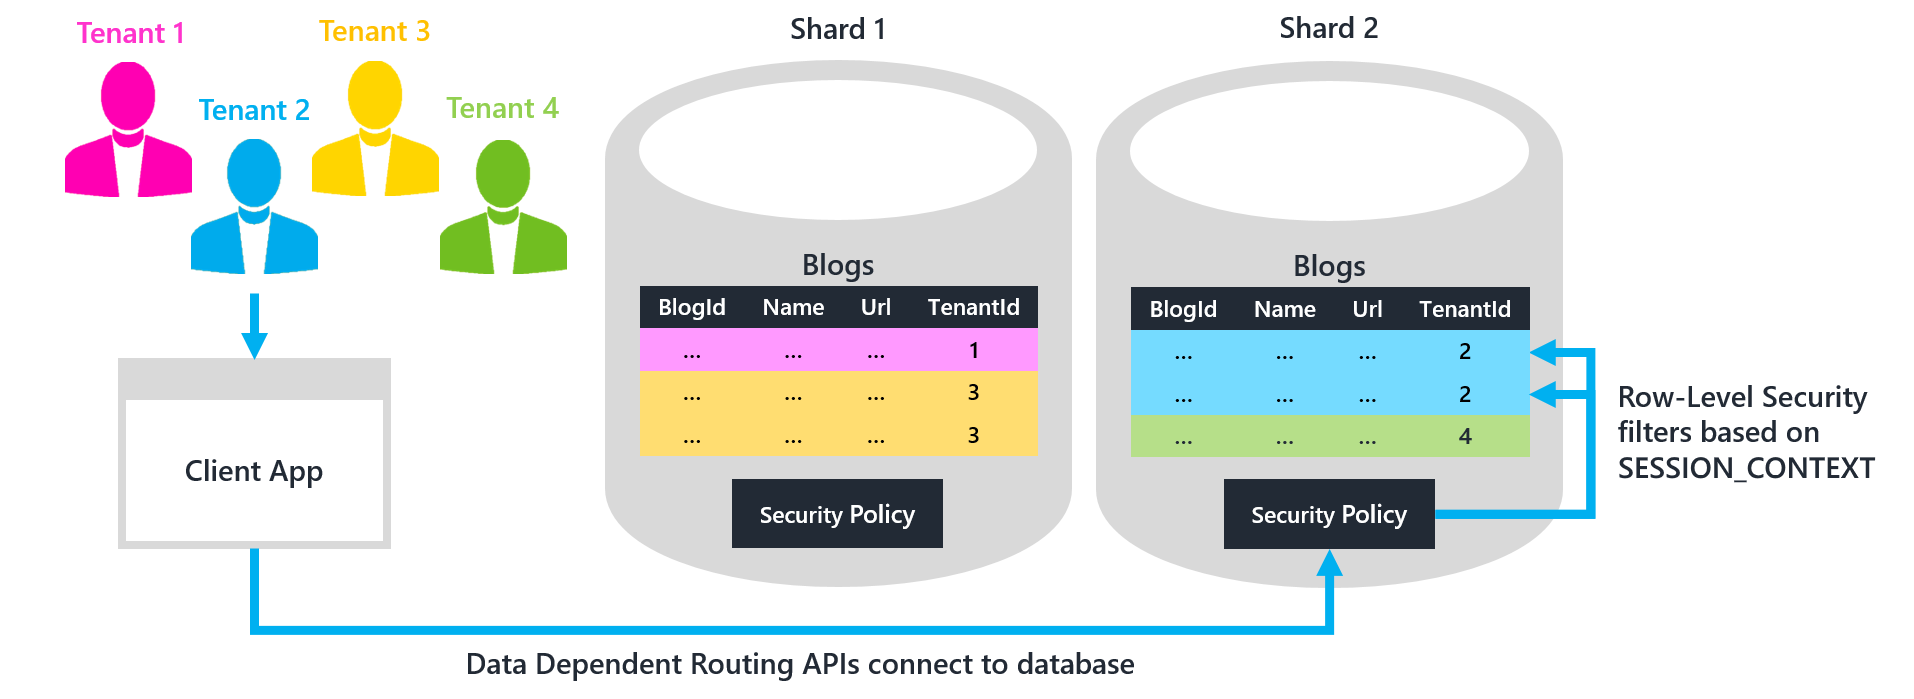 Tenant 1
Tenant 3
Tenant 2
Tenant 4
Client App
Shard 1
Blogs
BlogId Name Url TenantId
... ... ... 1
... ... ... 3
... ... ... 3
Security Policy
Shard 2
Blogs
BlogId Name Url TenantId
... ... ... 2
... ... ... 2
... ... ... 4
Security Policy
Row-Level Security
filters based on
SESSION_CONTEXT
Data Dependent Routing APIs connect to database